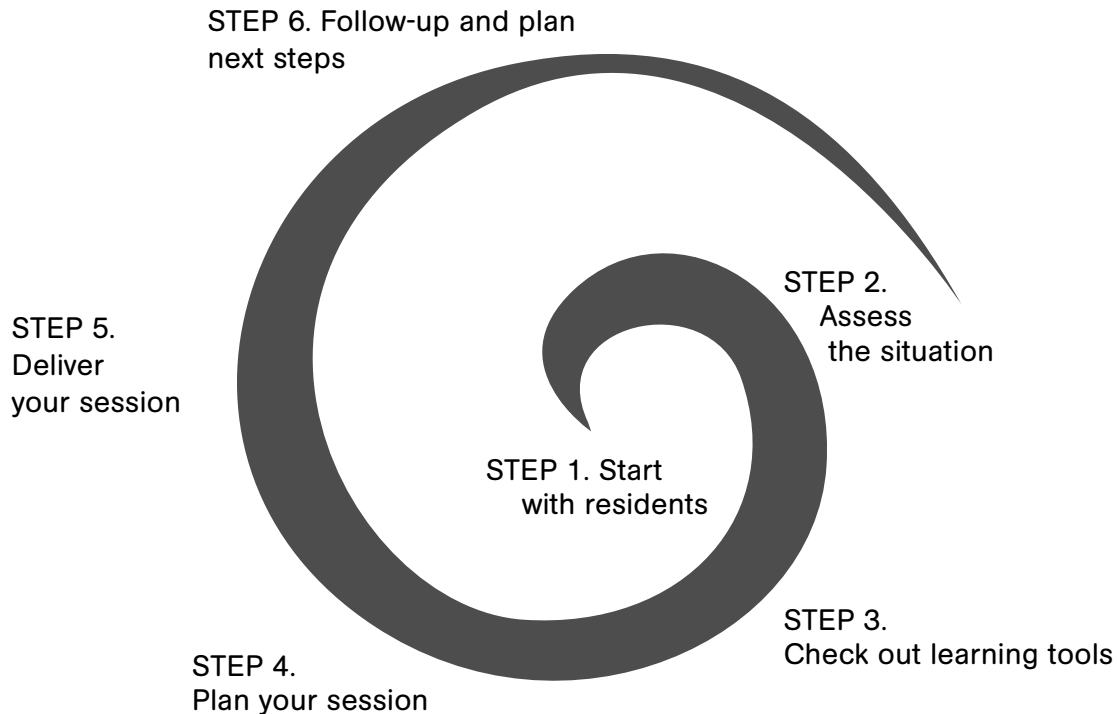 STEP 6. Follow-up and plan
next steps
STEP 2.
Assess
the situation
STEP 5.
Deliver
your session
STEP 1. Start
with residents
STEP 3.
Check out learning tools
STEP 4.
Plan your session